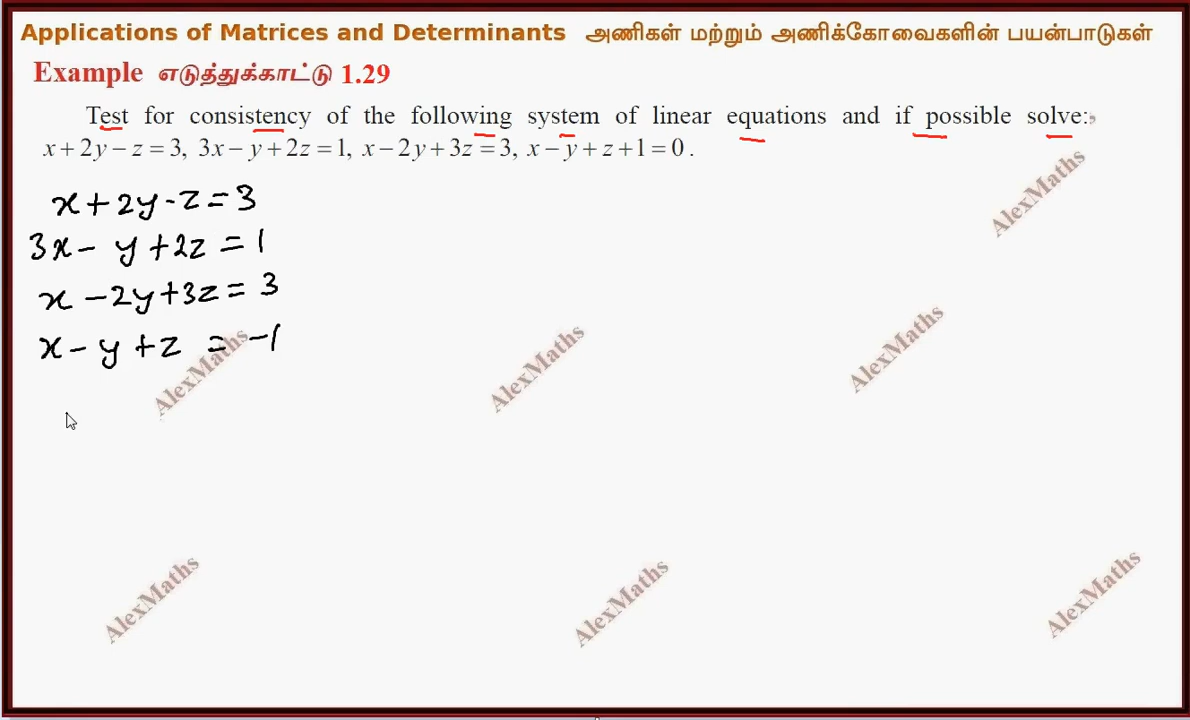 Applications of Matrices and Determinants அணிகள் மற்றும் அணிக்கோவைகளின் பயன்பாடுகள்
Example எடுத்துக்காட்டு 1.29
Test for consistency of the following system of linear equations and if possible solve:
x + 2y − z = 3, 3x − y + 2z = 1, x − 2y + 3z = 3, x − y + z + 1 = 0.
x + 2y - z = 3
3x - y + 2z = 1
x - 2y + 3z = 3
x - y + z = -1
AlexMaths
AlexMaths
AlexMaths
AlexMaths
AlexMaths
AlexMaths
AlexMaths